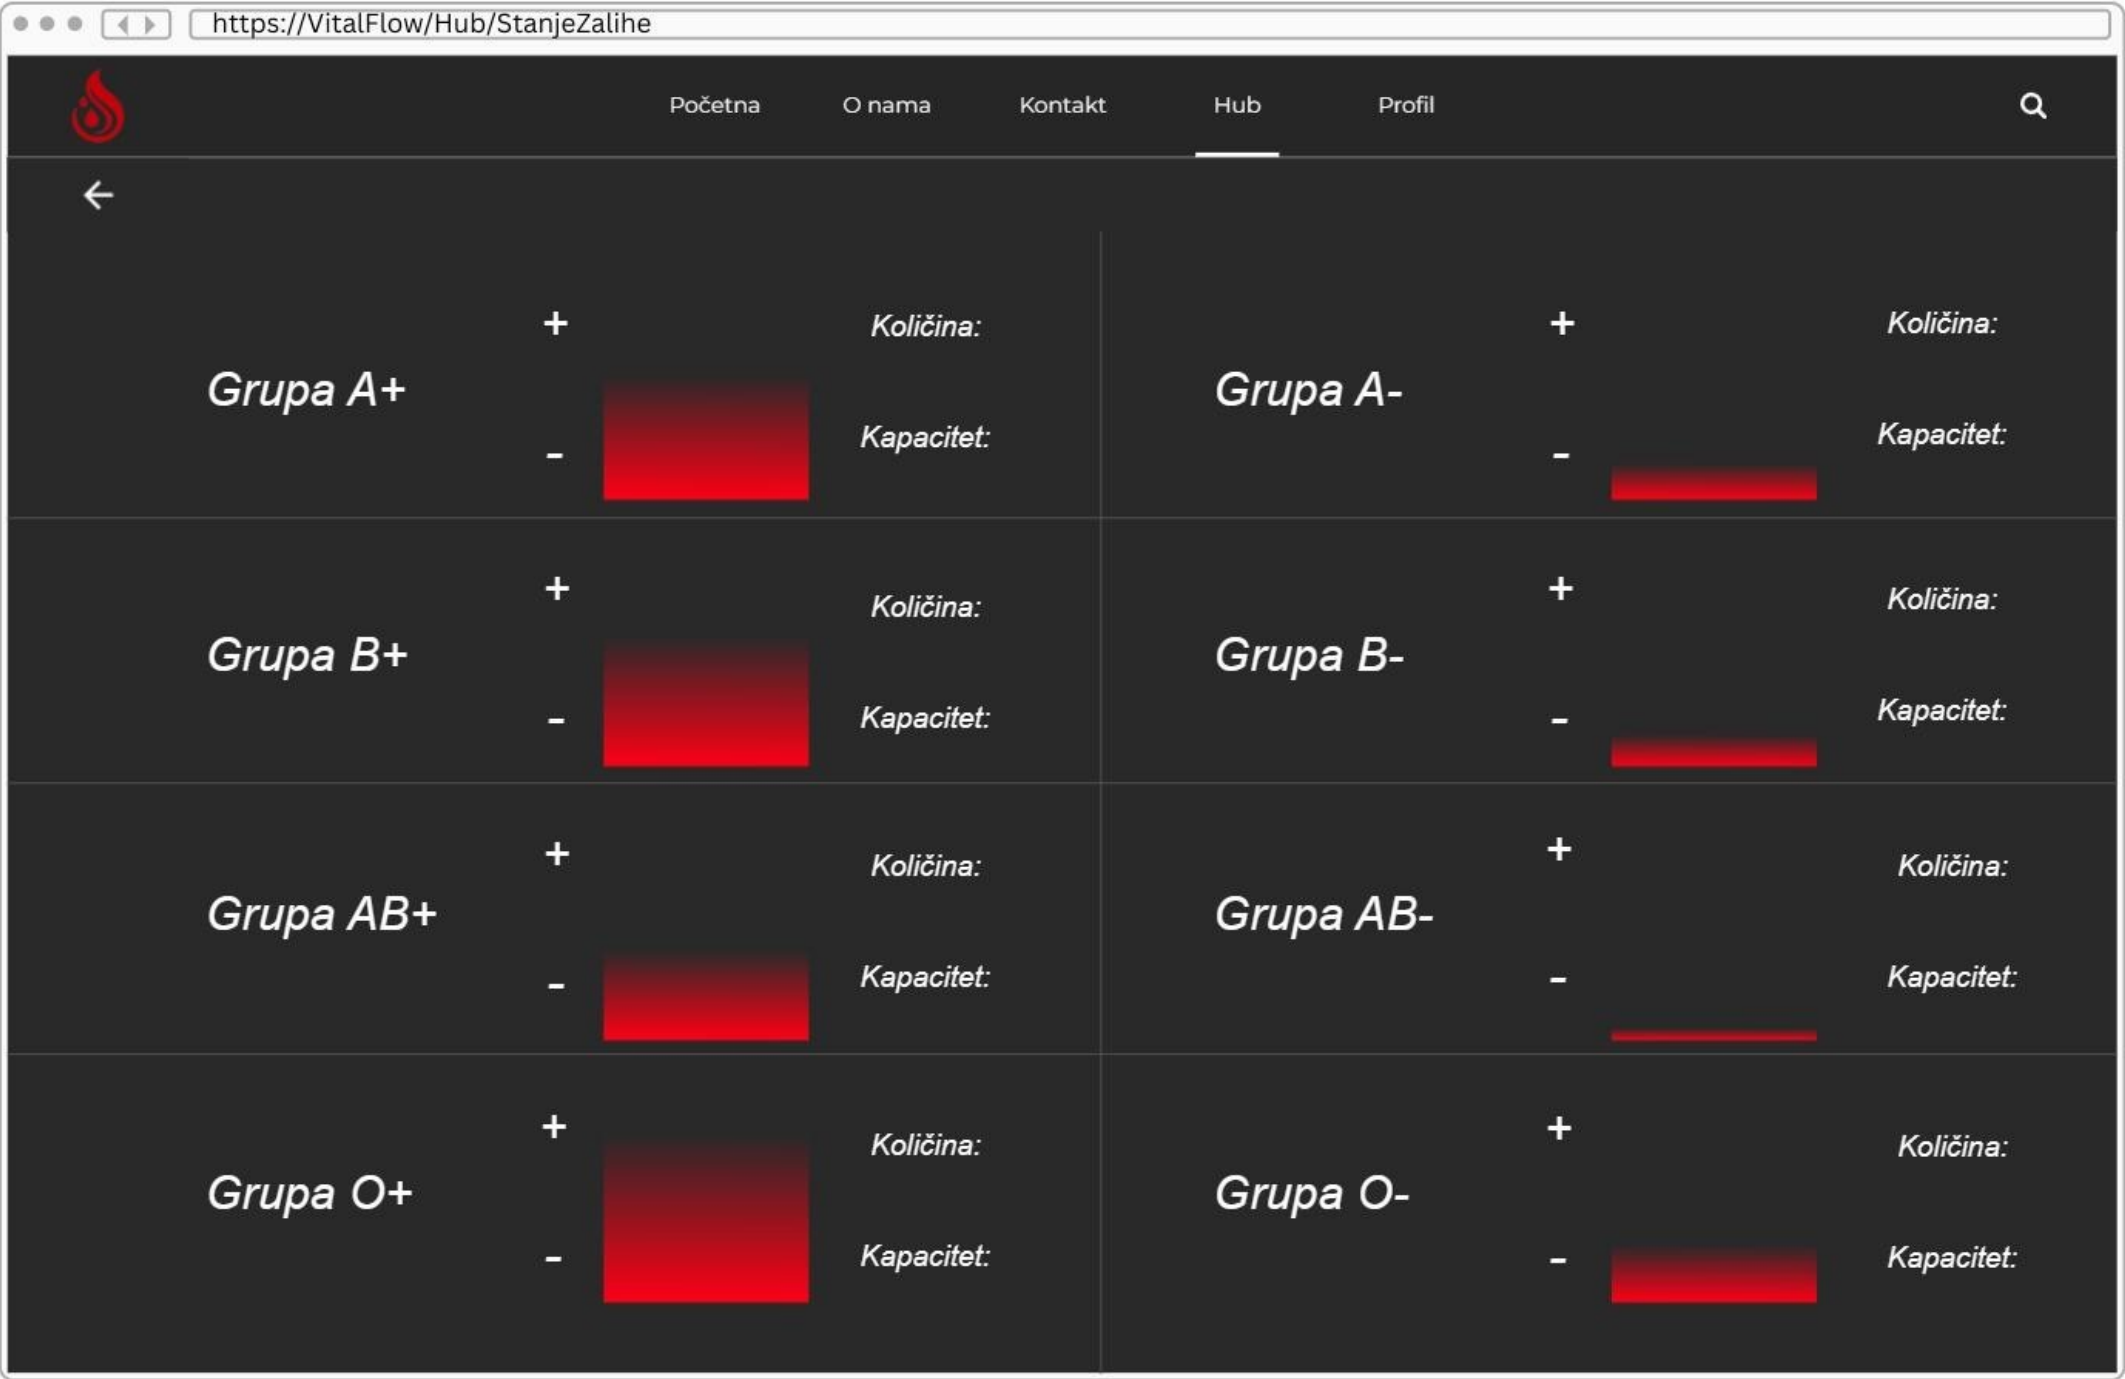 https://VitalFlow/Hub/StanjeZalihe
Početna O nama Kontakt Hub Profil
Grupa A+
+
-
Količina:
Kapacitet:
Grupa A-
+
-
Količina:
Kapacitet:
Grupa B+
+
-
Količina:
Kapacitet:
Grupa B-
+
-
Količina:
Kapacitet:
Grupa AB+
+
-
Količina:
Kapacitet:
Grupa AB-
+
-
Količina:
Kapacitet:
Grupa O+
+
-
Količina:
Kapacitet:
Grupa O-
+
-
Količina:
Kapacitet: